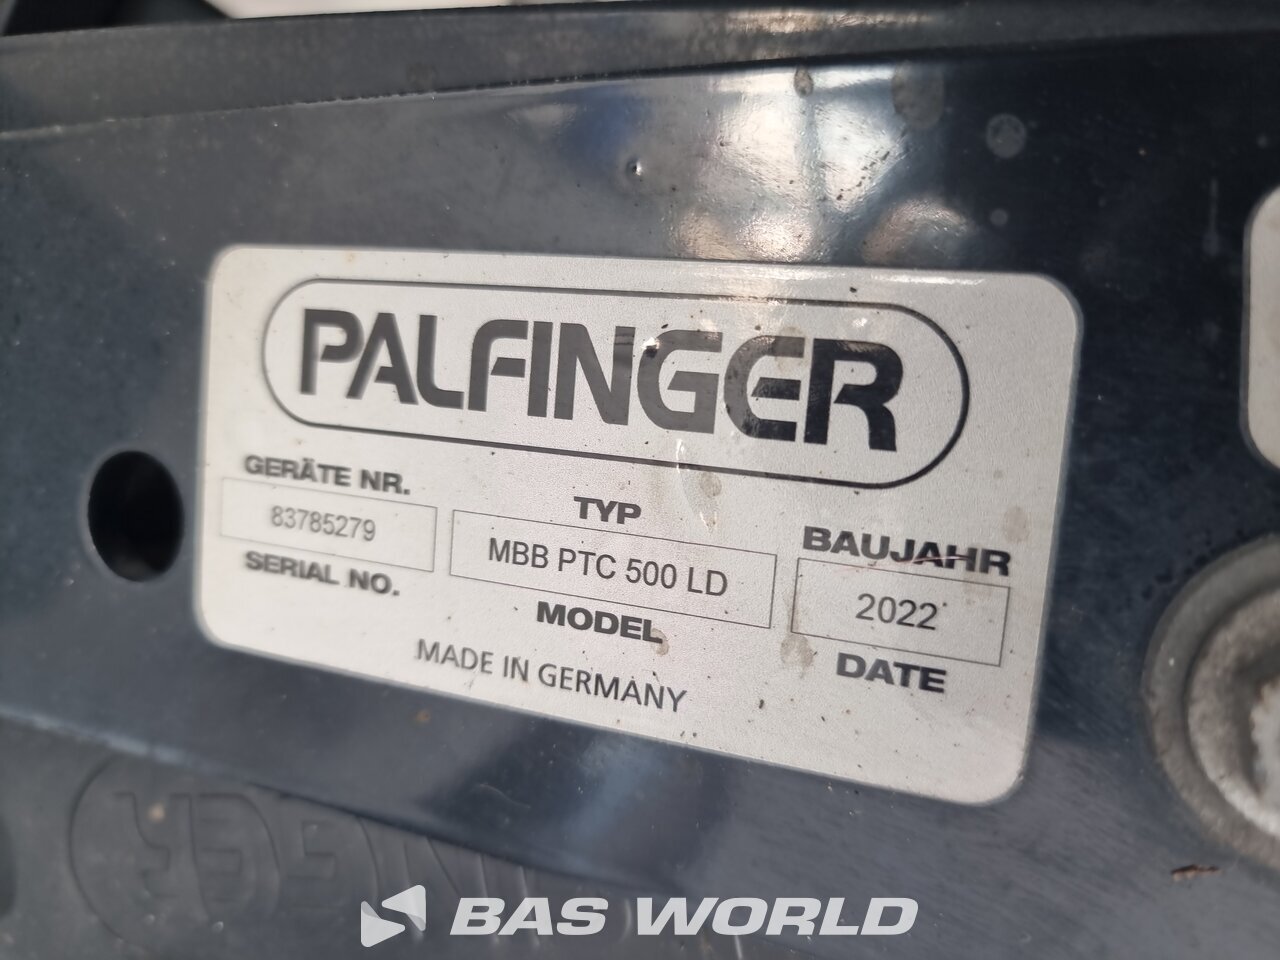 PALFINGER
GERÄTE NR.
83785279
SERIAL NO.
TYP
MBB PTC 500 LD
MODEL
BAUJAHR
2022
DATE
MADE IN GERMANY
BAS WORLD